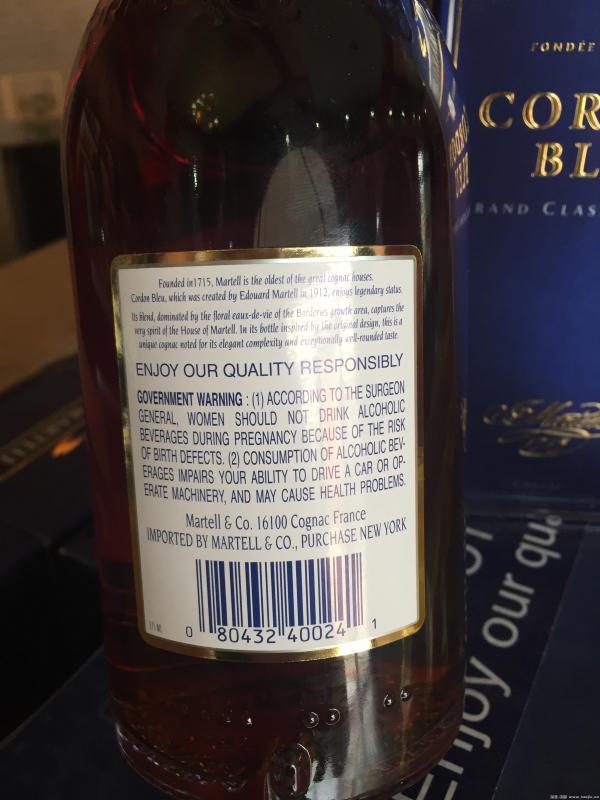 FONDÉE
COR
BL
RAND CLAS
Founded in1715, Martell is the oldest of the great cognac houses.
Cordon Bleu, which was created by Edouard Martell in 1912, enjoys legendary status.
Its blend, dominated by the floral eaux-de-vie of the Borderies growth area, captures the
very spirit of the House of Martell. In its bottle inspired by the original design, this is a
unique cognac noted for its elegant complexity and exceptionally well-rounded taste.
ENJOY OUR QUALITY RESPONSIBLY
GOVERNMENT WARNING : (1) ACCORDING TO THE SURGEON
GENERAL, WOMEN SHOULD NOT DRINK ALCOHOLIC
BEVERAGES DURING PREGNANCY BECAUSE OF THE RISK
OF BIRTH DEFECTS. (2) CONSUMPTION OF ALCOHOLIC BEV-
ERAGES IMPAIRS YOUR ABILITY TO DRIVE A CAR OR OP-
ERATE MACHINERY, AND MAY CAUSE HEALTH PROBLEMS.
Martell & Co. 16100 Cognac France
IMPORTED BY MARTELL & CO., PURCHASE NEW YORK
0 80432 40024 1
Enjoy our qua